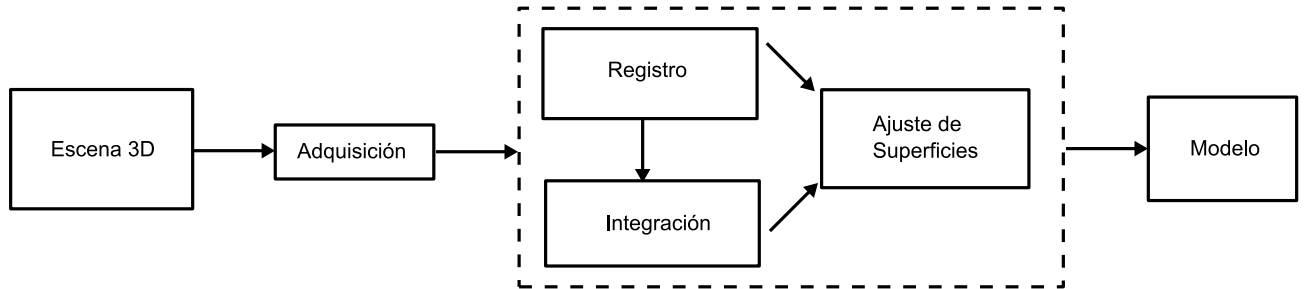 Escena 3D
Adquisición
Registro
Integración
Ajuste de
Superficies
Modelo